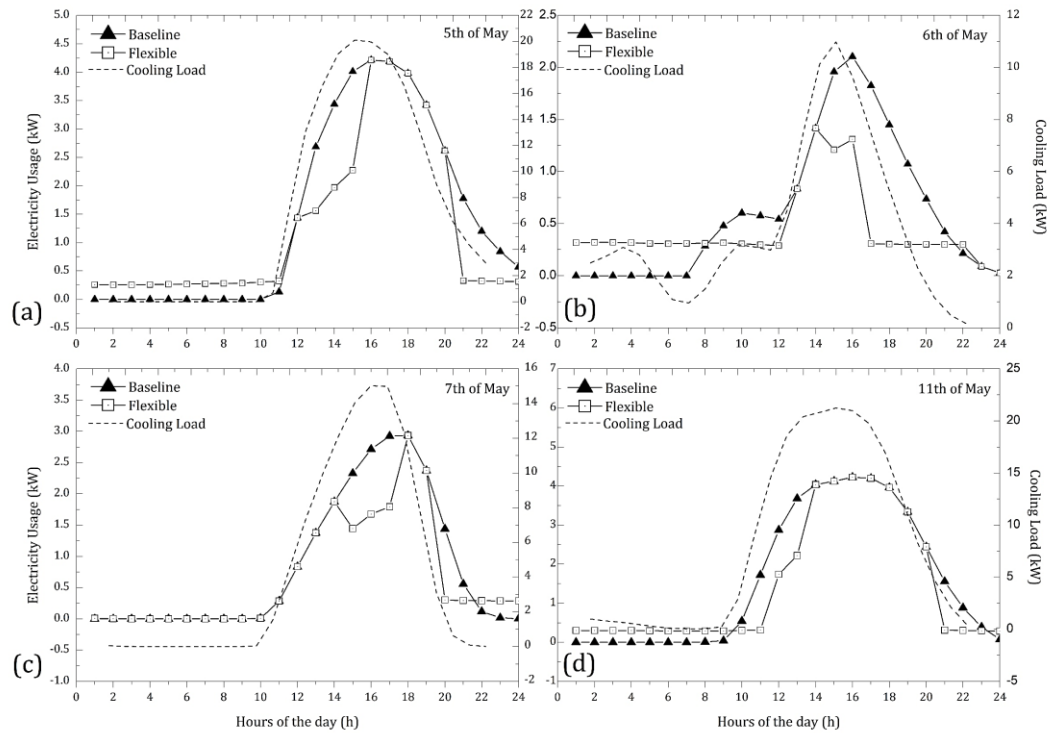 5th of May
Baseline
Flexible
Cooling Load
Electricity Usage (kW)
5.0
4.5
4.0
3.5
3.0
2.5
2.0
1.5
1.0
0.5
0.0
-0.5
22
20
18
16
14
12
10
8
6
4
2
0
-2
0 2 4 6 8 10 12 14 16 18 20 22 24
(a)
6th of May
Baseline
Flexible
Cooling Load
Cooling Load (kW)
2.5
2.0
1.5
1.0
0.5
0.0
-0.5
12
10
8
6
4
2
0
0 2 4 6 8 10 12 14 16 18 20 22 24
(b)
7th of May
Baseline
Flexible
Cooling Load
Electricity Usage (kW)
4.0
3.5
3.0
2.5
2.0
1.5
1.0
0.5
0.0
-0.5
-1.0
16
14
12
10
8
6
4
2
0
-2
0 2 4 6 8 10 12 14 16 18 20 22 24
Hours of the day (h)
(c)
11th of May
Baseline
Flexible
Cooling Load
Cooling Load (kW)
7
6
5
4
3
2
1
0
-1
25
20
15
10
5
0
-5
0 2 4 6 8 10 12 14 16 18 20 22 24
Hours of the day (h)
(d)